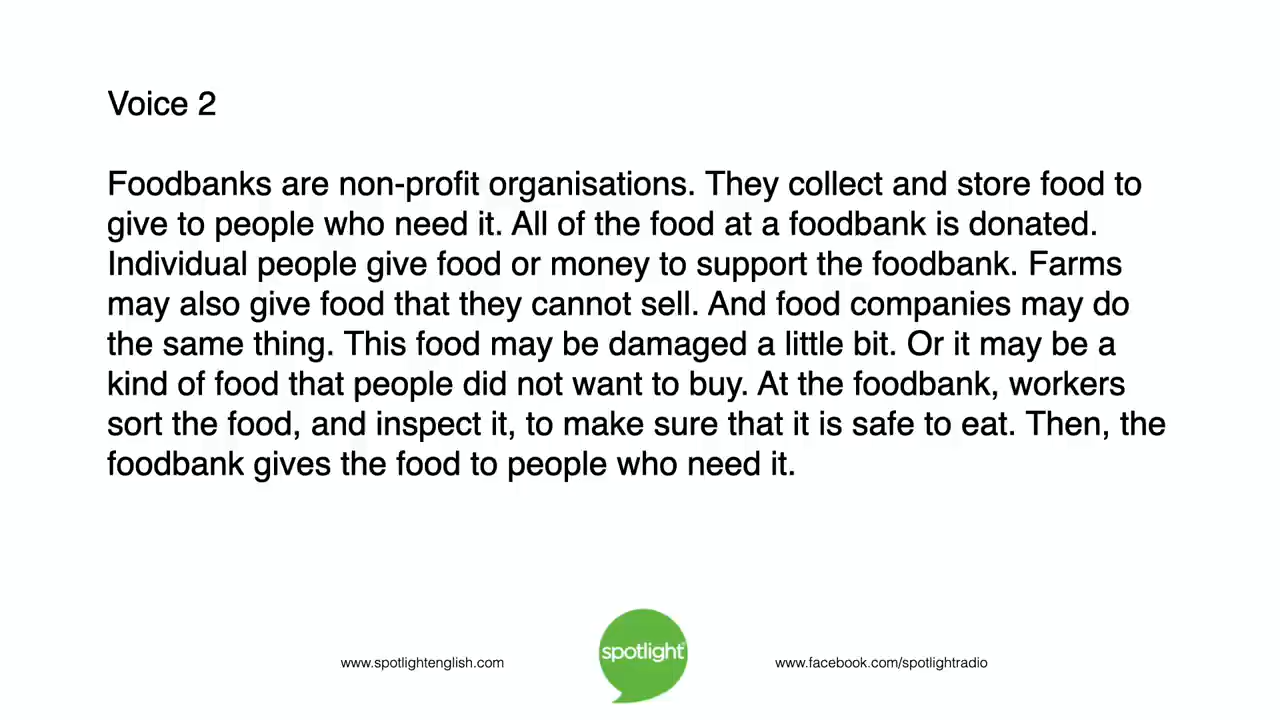 Voice 2
Foodbanks are non-profit organisations. They collect and store food to
give to people who need it. All of the food at a foodbank is donated.
Individual people give food or money to support the foodbank. Farms
may also give food that they cannot sell. And food companies may do
the same thing. This food may be damaged a little bit. Or it may be a
kind of food that people did not want to buy. At the foodbank, workers
sort the food, and inspect it, to make sure that it is safe to eat. Then, the
foodbank gives the food to people who need it.
www.spotlightenglish.com
spotlight
www.facebook.com/spotlightradio